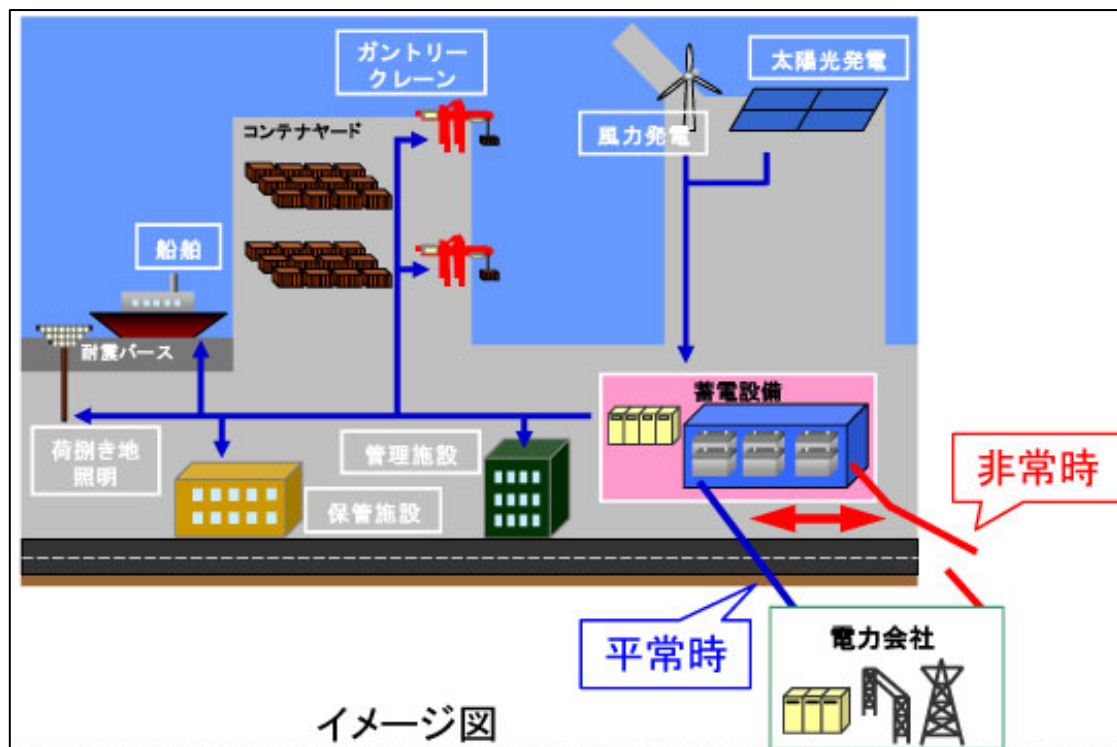 ガントリー
クレーン
太陽光発電
コンテナヤード
風力発電
船舶
耐震バース
蓄電設備
荷捌き地
照明
管理施設
保管施設
非常時
平常時
電力会社
イメージ図